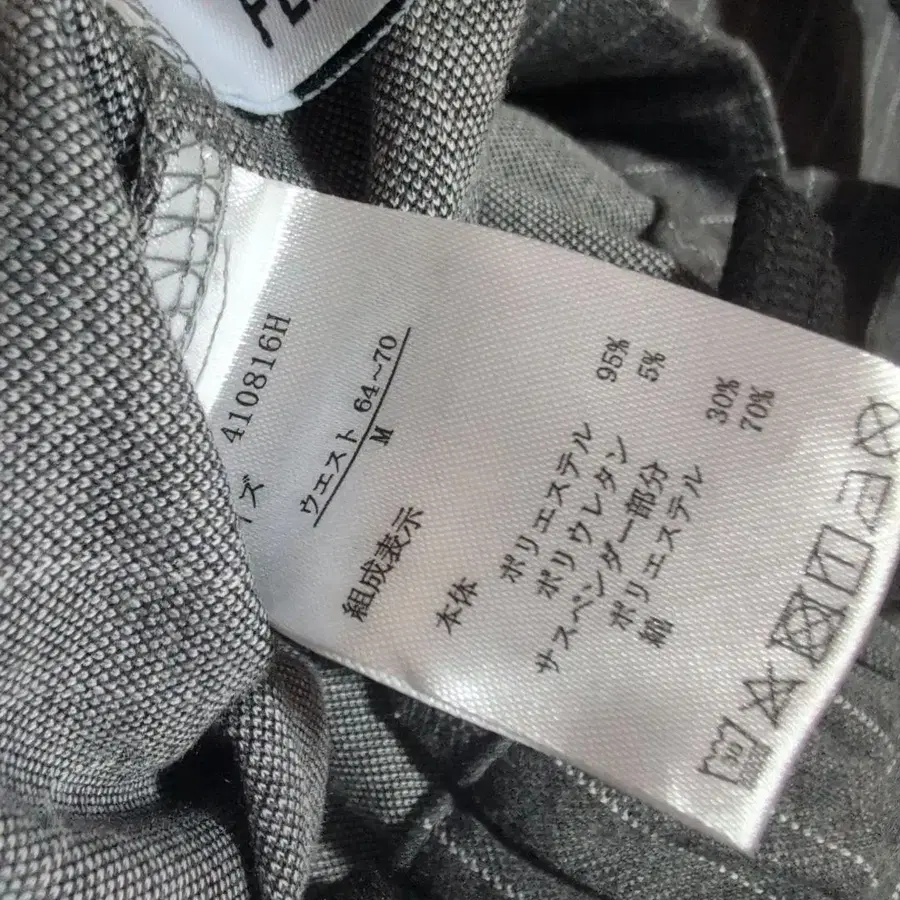 410816H
イズ
ウエスト 64~70
M
組成表示
本体
ポリエステル 95%
ポリウレタン 5%
サスペンダー部分
ポリエステル 30%
綿 70%